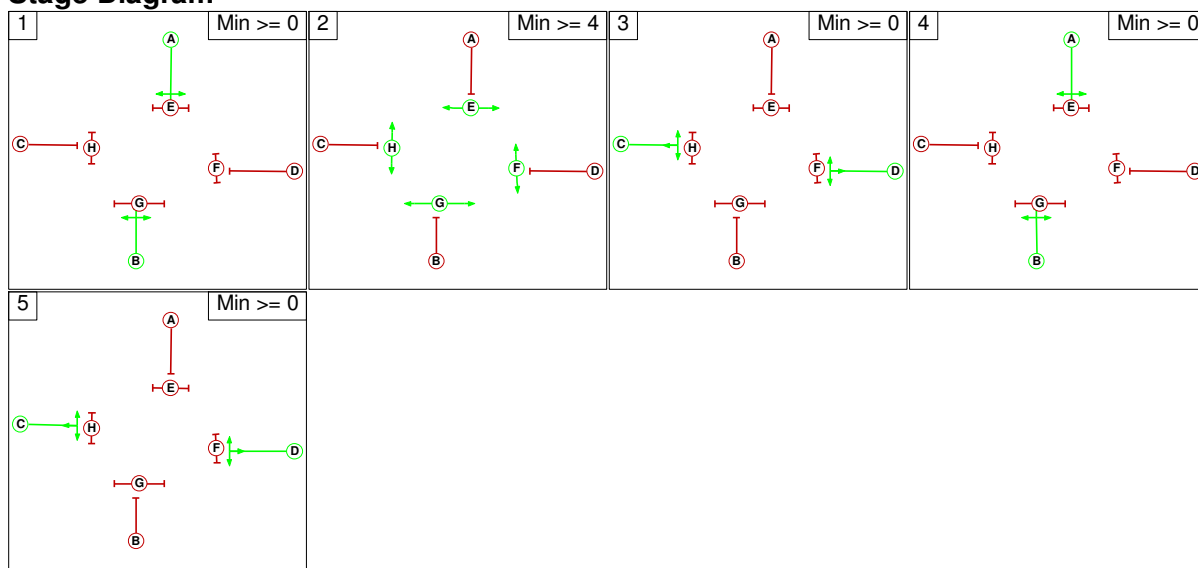 Stage Diagram
1 Min >= 0 2 Min >= 4 3 Min >= 0 4 Min >= 0
A A A A
E E E E
C H C H C H C H
F D F D F D F D
G G G G
B B B B
5 Min >= 0
A
E
C H
F D
G
B